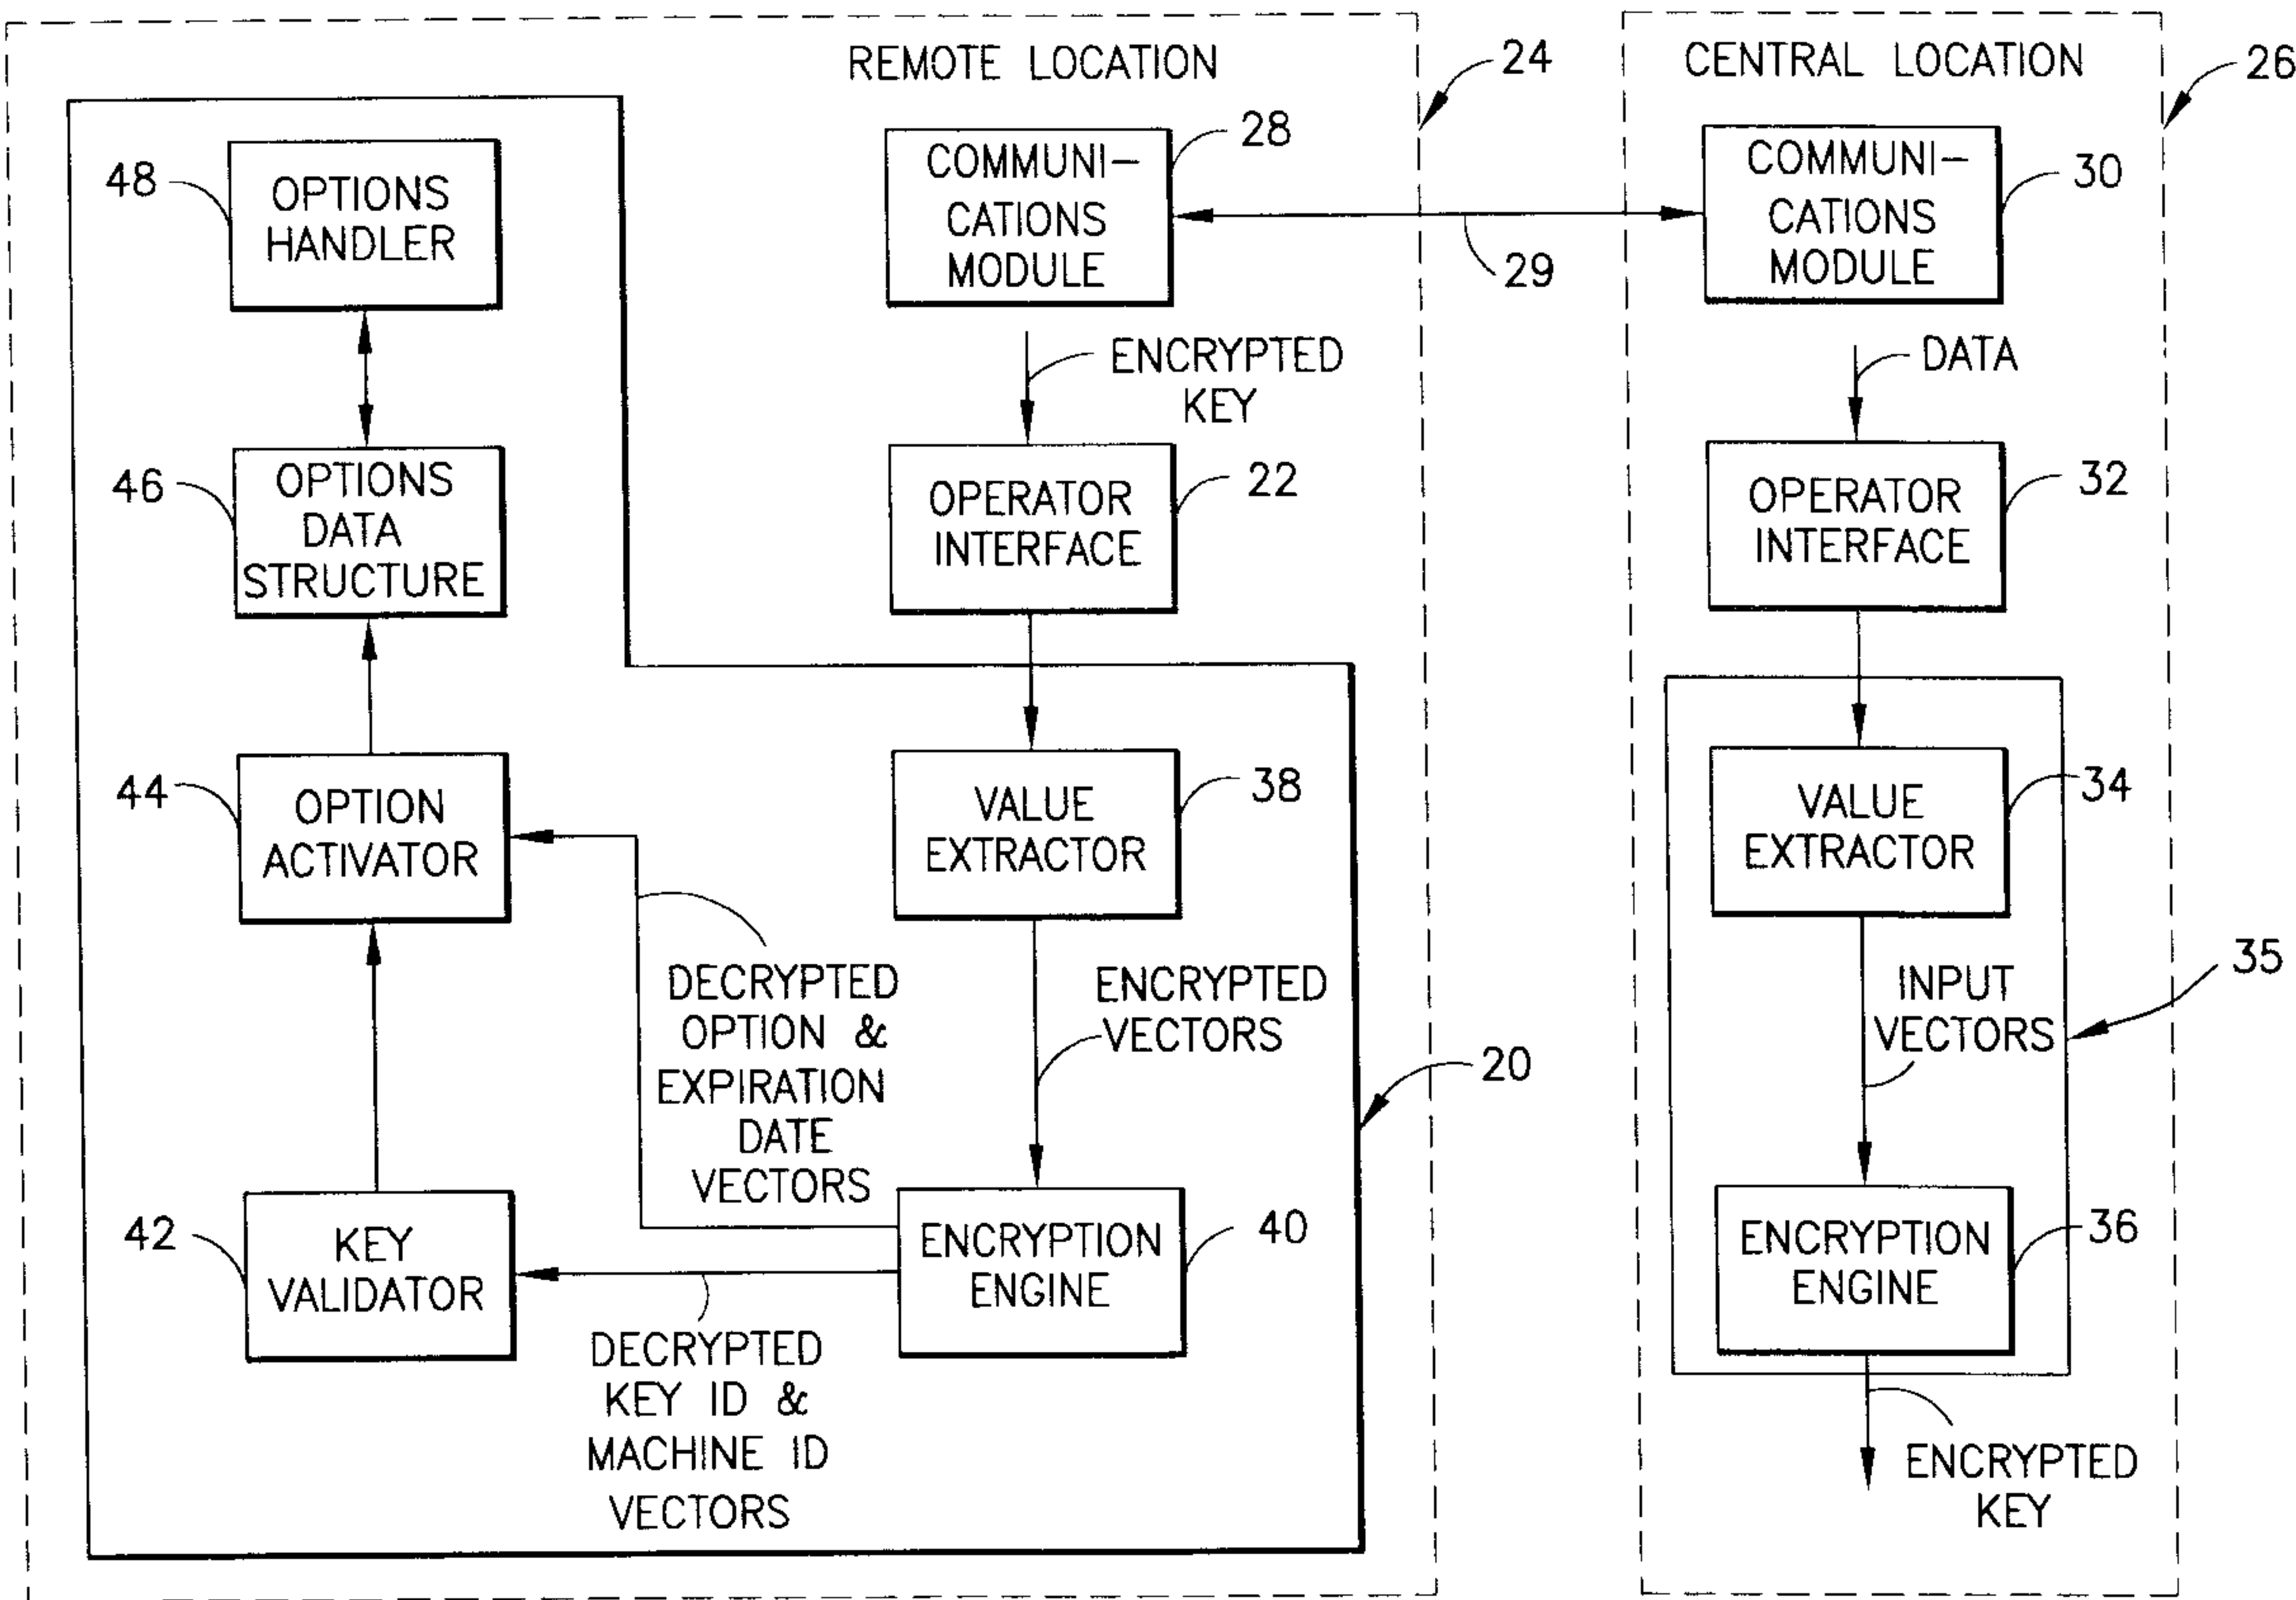 REMOTE LOCATION
24
CENTRAL LOCATION
26
48
OPTIONS
HANDLER
COMMUNI-
CATIONS
MODULE
28
29
COMMUNI-
CATIONS
MODULE
30
ENCRYPTED
KEY
DATA
46
OPTIONS
DATA
STRUCTURE
OPERATOR
INTERFACE
22
OPERATOR
INTERFACE
32
44
OPTION
ACTIVATOR
VALUE
EXTRACTOR
38
VALUE
EXTRACTOR
34
DECRYPTED
OPTION &
EXPIRATION
DATE
VECTORS
ENCRYPTED
VECTORS
20
INPUT
VECTORS
35
42
KEY
VALIDATOR
ENCRYPTION
ENGINE
40
ENCRYPTION
ENGINE
36
DECRYPTED
KEY ID &
MACHINE ID
VECTORS
ENCRYPTED
KEY